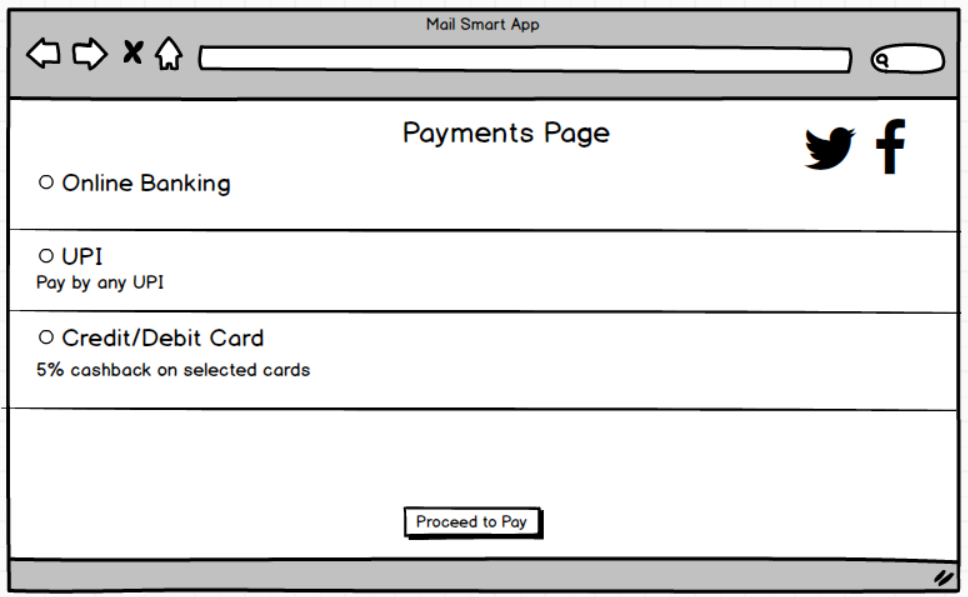 Mail Smart App
Payments Page
Online Banking
UPI
Pay by any UPI
Credit/Debit Card
5% cashback on selected cards
Proceed to Pay